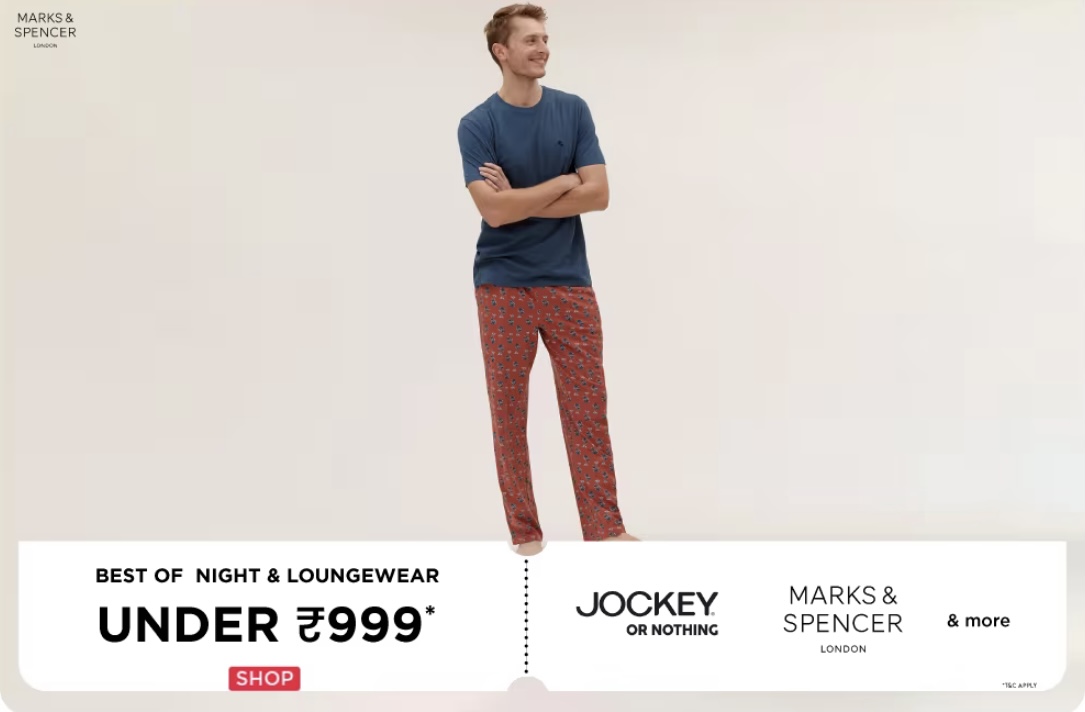 MARKS &
SPENCER
LONDON
BEST OF NIGHT & LOUNGEWEAR
UNDER ₹999*
SHOP
JOCKEY®
OR NOTHING
MARKS &
SPENCER
LONDON
& more
*T&C APPLY